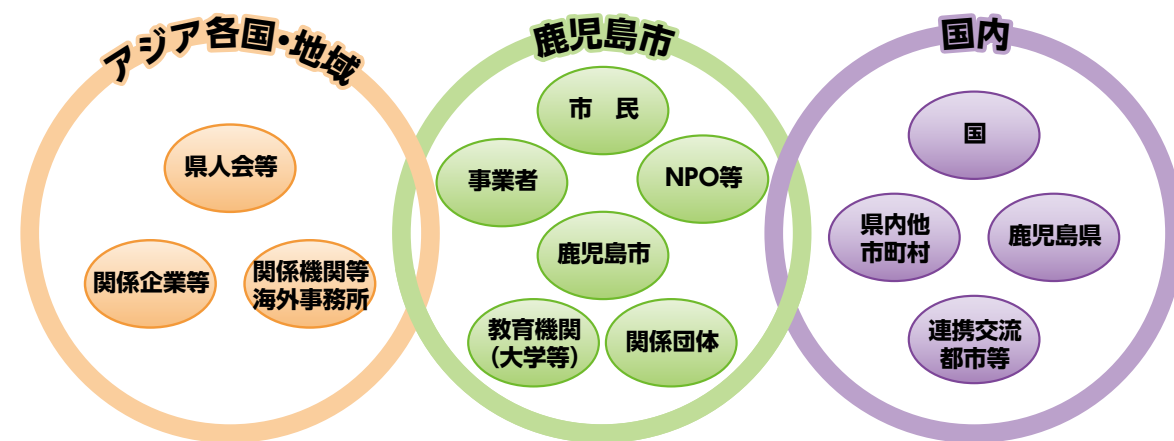 アジア各国・地域
県人会等
関係企業等
関係機関等
海外事務所
鹿児島市
市　民
事業者
NPO等
鹿児島市
教育機関
(大学等)
関係団体
国内
国
県内他
市町村
鹿児島県
連携交流
都市等